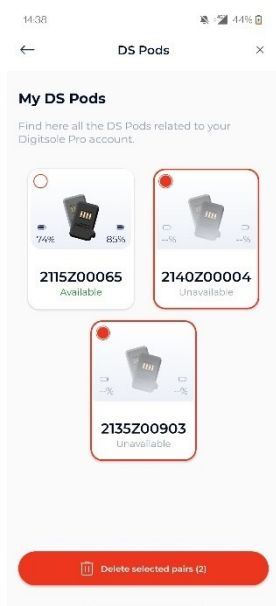 14:38
44%
DS Pods
My DS Pods
Find here all the DS Pods related to your
Digitsole Pro account.
74%
85%
2115Z00065
Available
--%
--%
2140Z00004
Unavailable
--%
--%
2135Z00903
Unavailable
Delete selected pairs (2)